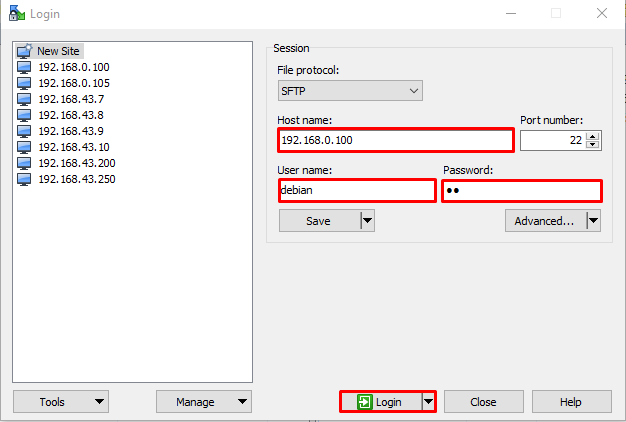 Login
New Site
192.168.0.100
192.168.0.105
192.168.43.7
192.168.43.8
192.168.43.9
192.168.43.10
192.168.43.200
192.168.43.250
Session
File protocol:
SFTP
Host name:
Port number:
192.168.0.100
22
User name:
Password:
debian
●●
Save
Advanced...
Tools
Manage
Login
Close
Help